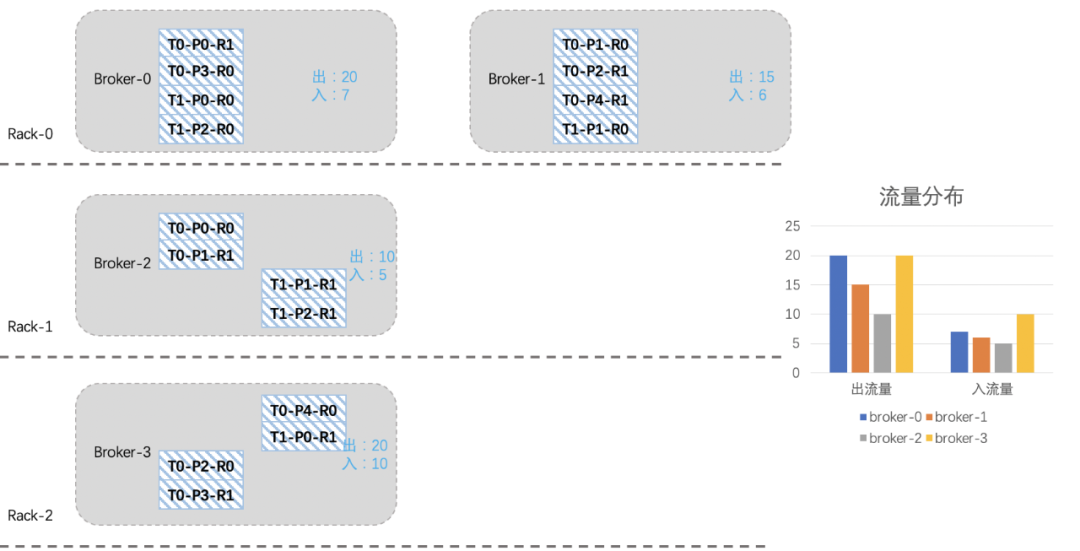 T0-P0-R1
T0-P3-R0
T1-P0-R0
T1-P2-R0
Broker-0
出：20
入：7
T0-P1-R0
T0-P2-R1
T0-P4-R1
T1-P1-R0
Broker-1
出：15
入：6
Rack-0
T0-P0-R0
T0-P1-R1
Broker-2
出：10
入：5
T1-P1-R1
T1-P2-R1
Rack-1
T0-P4-R0
T1-P0-R1
Broker-3
出：20
入：10
T0-P2-R0
T0-P3-R1
Rack-2
流量分布
25
20
15
10
5
0
出流量 入流量
broker-0 broker-1
broker-2 broker-3